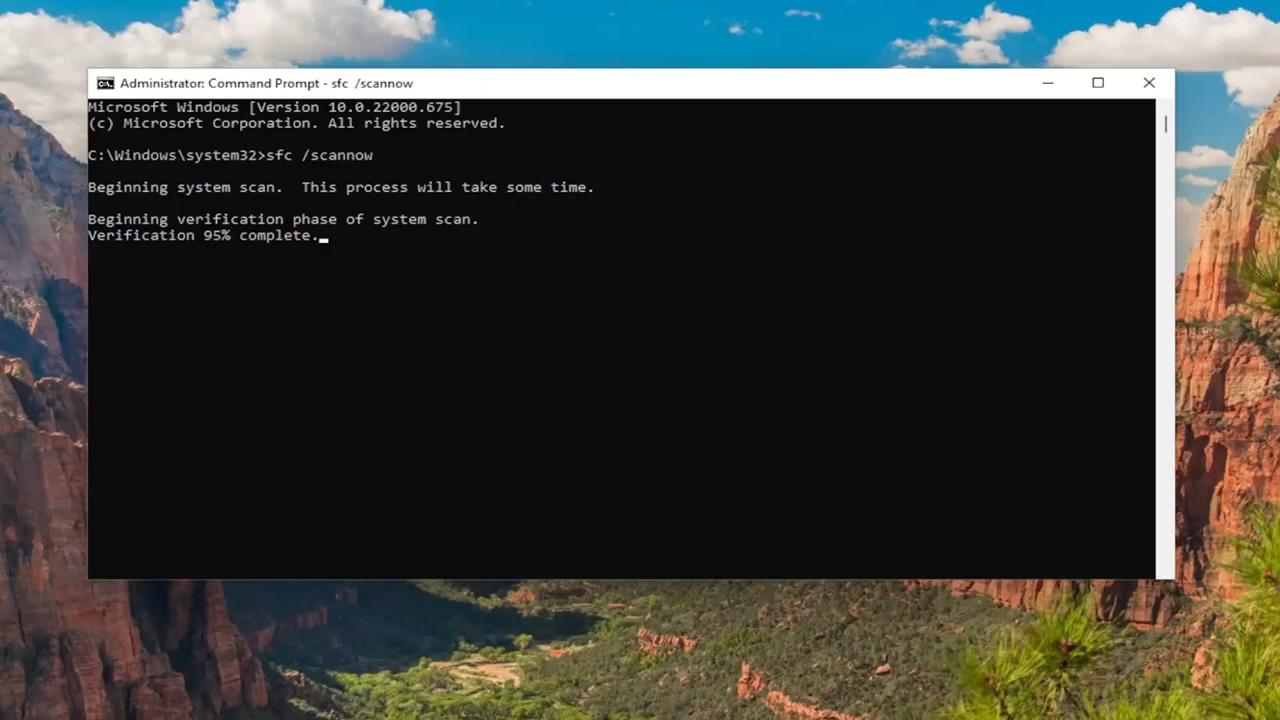 Administrator: Command Prompt - sfc  /scannow
Microsoft Windows [Version 10.0.22000.675]
(c) Microsoft Corporation. All rights reserved.
C:\Windows\system32>sfc /scannow
Beginning system scan.  This process will take some time.
Beginning verification phase of system scan.
Verification 95% complete.